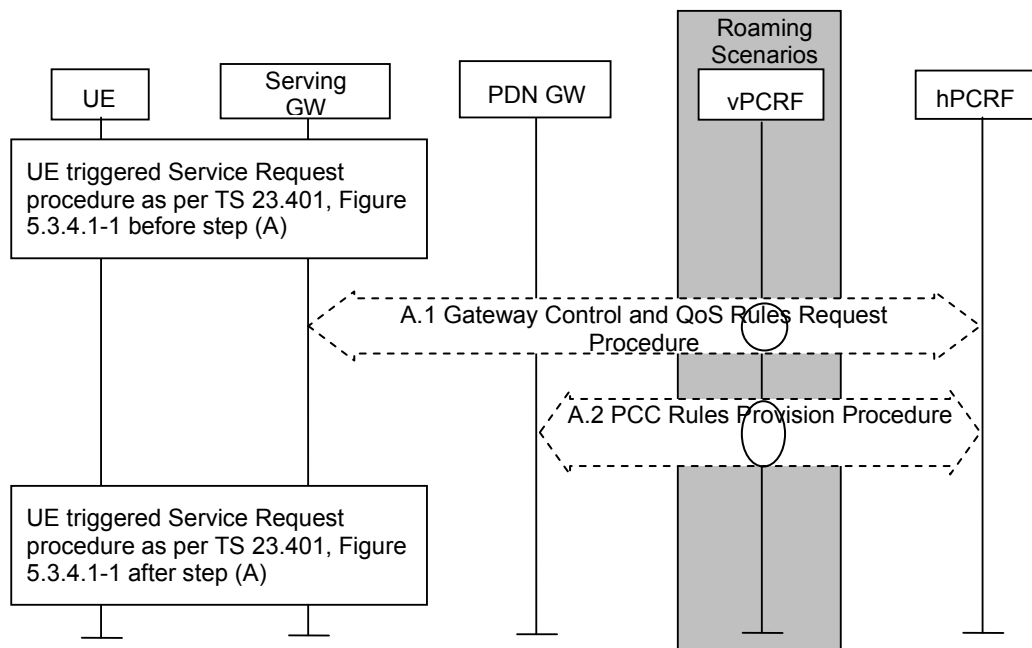 Roaming
Scenarios
UE
Serving
GW
PDN GW
vPCRF
hPCRF
UE triggered Service Request
procedure as per TS 23.401, Figure
5.3.4.1-1 before step (A)
A.1 Gateway Control and QoS Rules Request
Procedure
A.2 PCC Rules Provision Procedure
UE triggered Service Request
procedure as per TS 23.401, Figure
5.3.4.1-1 after step (A)